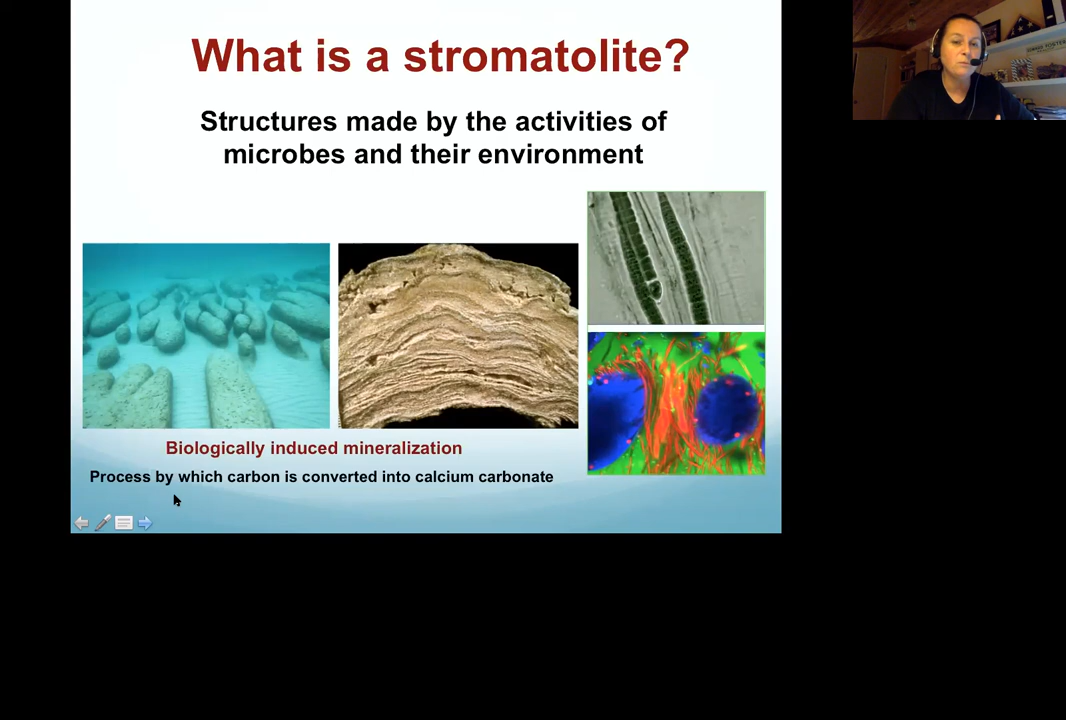 What is a stromatolite?
Structures made by the activities of
microbes and their environment
Biologically induced mineralization
Process by which carbon is converted into calcium carbonate